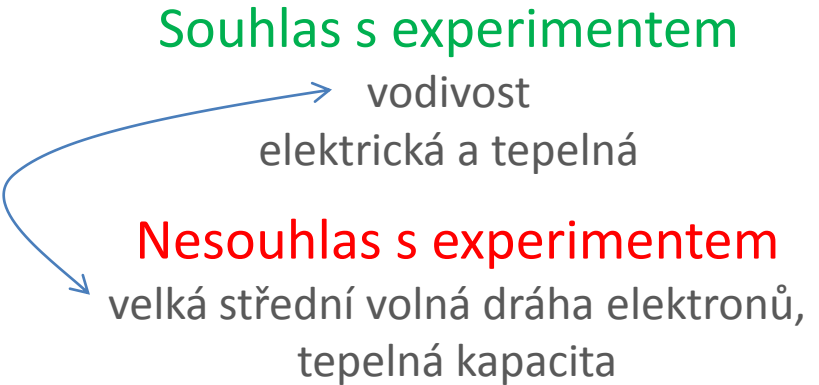 Souhlas s experimentem
vodivost
elektrická a tepelná
Nesouhlas s experimentem
velká střední volná dráha elektronů,
tepelná kapacita